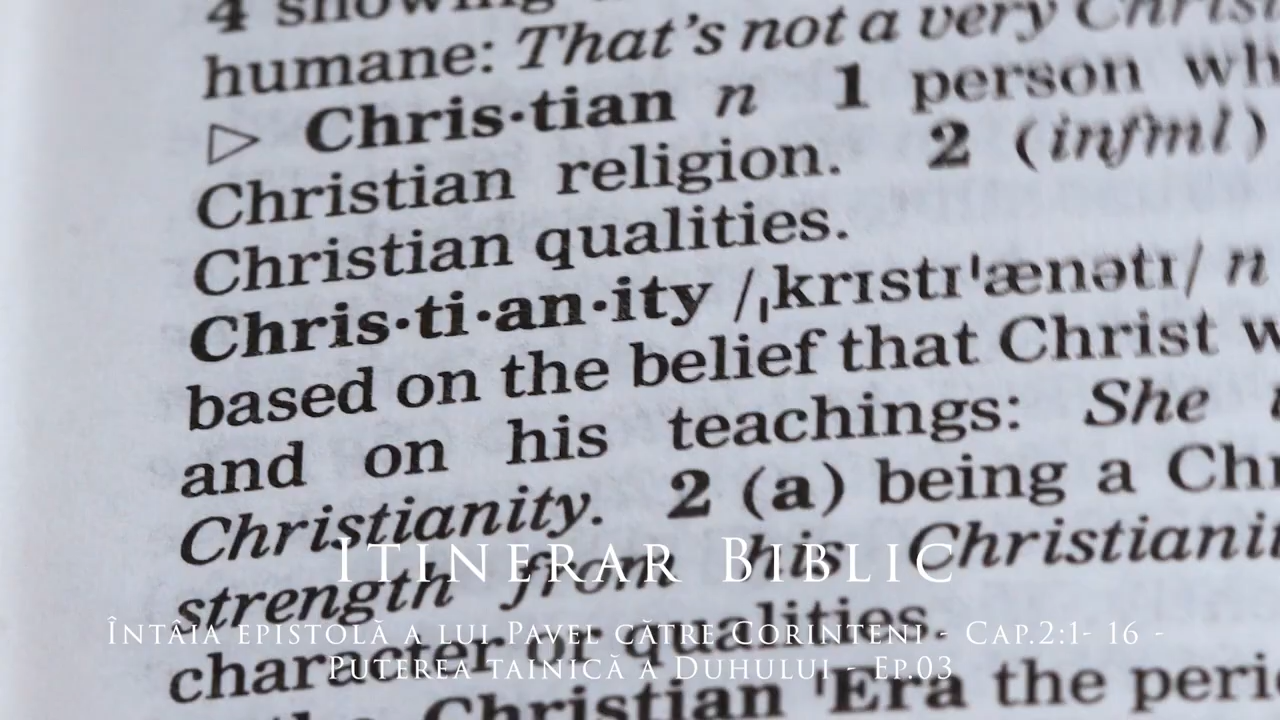 4 showing
humane: That's not a very Christ
▷ Chris·tian n 1 person wh
Christian religion. 2 (infml)
Christian qualities.
Chris·ti·an·ity /ˌkrɪstɪˈænətɪ/ n
based on the belief that Christ w
and on his teachings: She
Christianity. 2 (a) being a Chr
strength from his Christianit
character or qualities.
Christian 'Era the peri
Itinerar Biblic
Întâia epistolă a lui Pavel către Corinteni - Cap.2:1- 16 -
Puterea tainică a Duhului - Ep.03